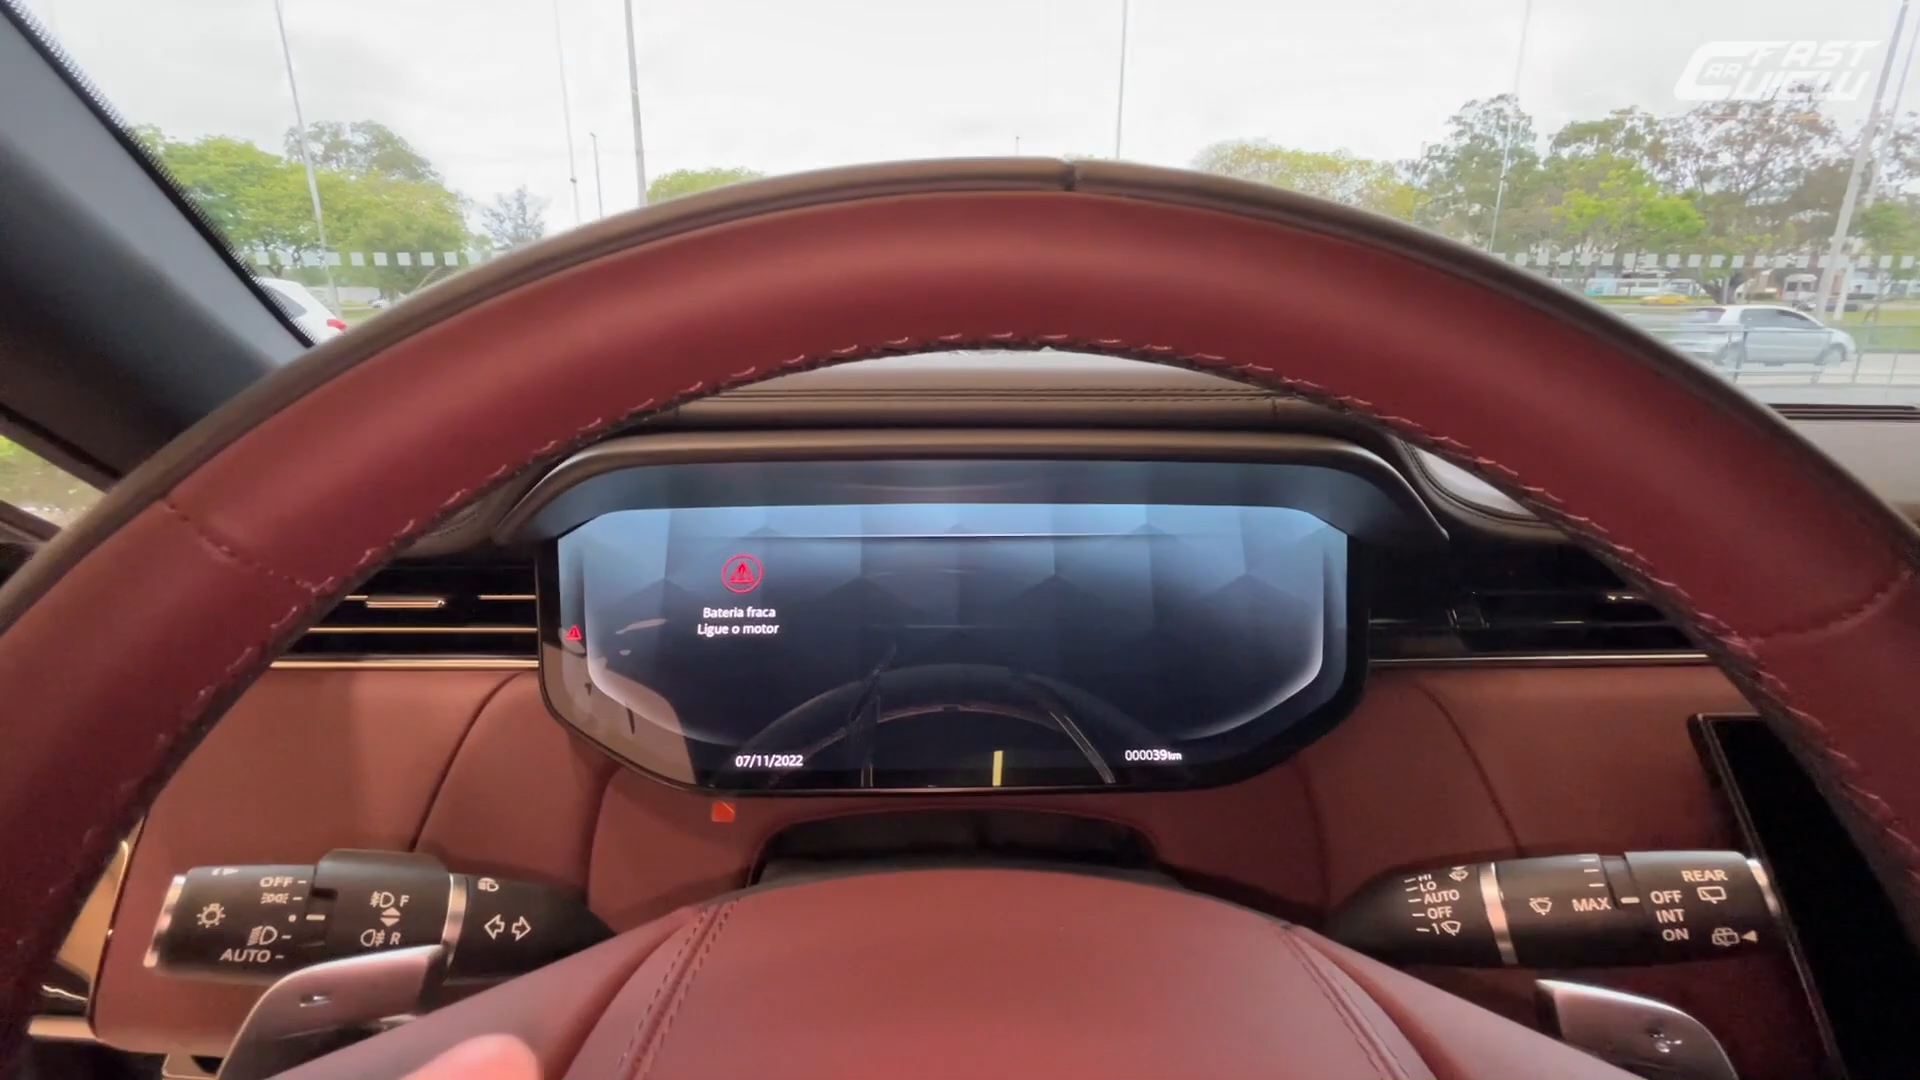 CAR FAST
VIEW
Bateria fraca
Ligue o motor
07/11/2022
000039km
OFF
AUTO
F
R
HI
LO
AUTO
OFF
1
MAX
REAR
OFF
INT
ON